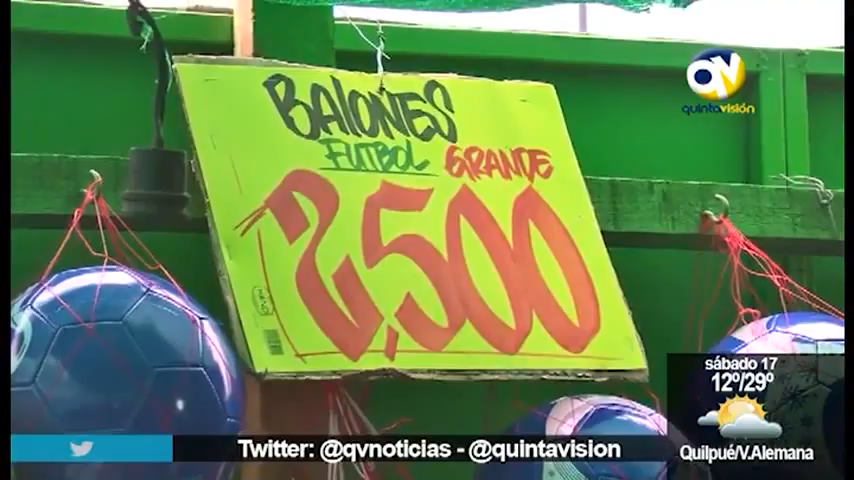 BALONES
FUTBOL GRANDE
2,500
QV
quintavisión
sábado 17
12º/29º
Quilpué/V.Alemana
Twitter: @qvnoticias - @quintavision